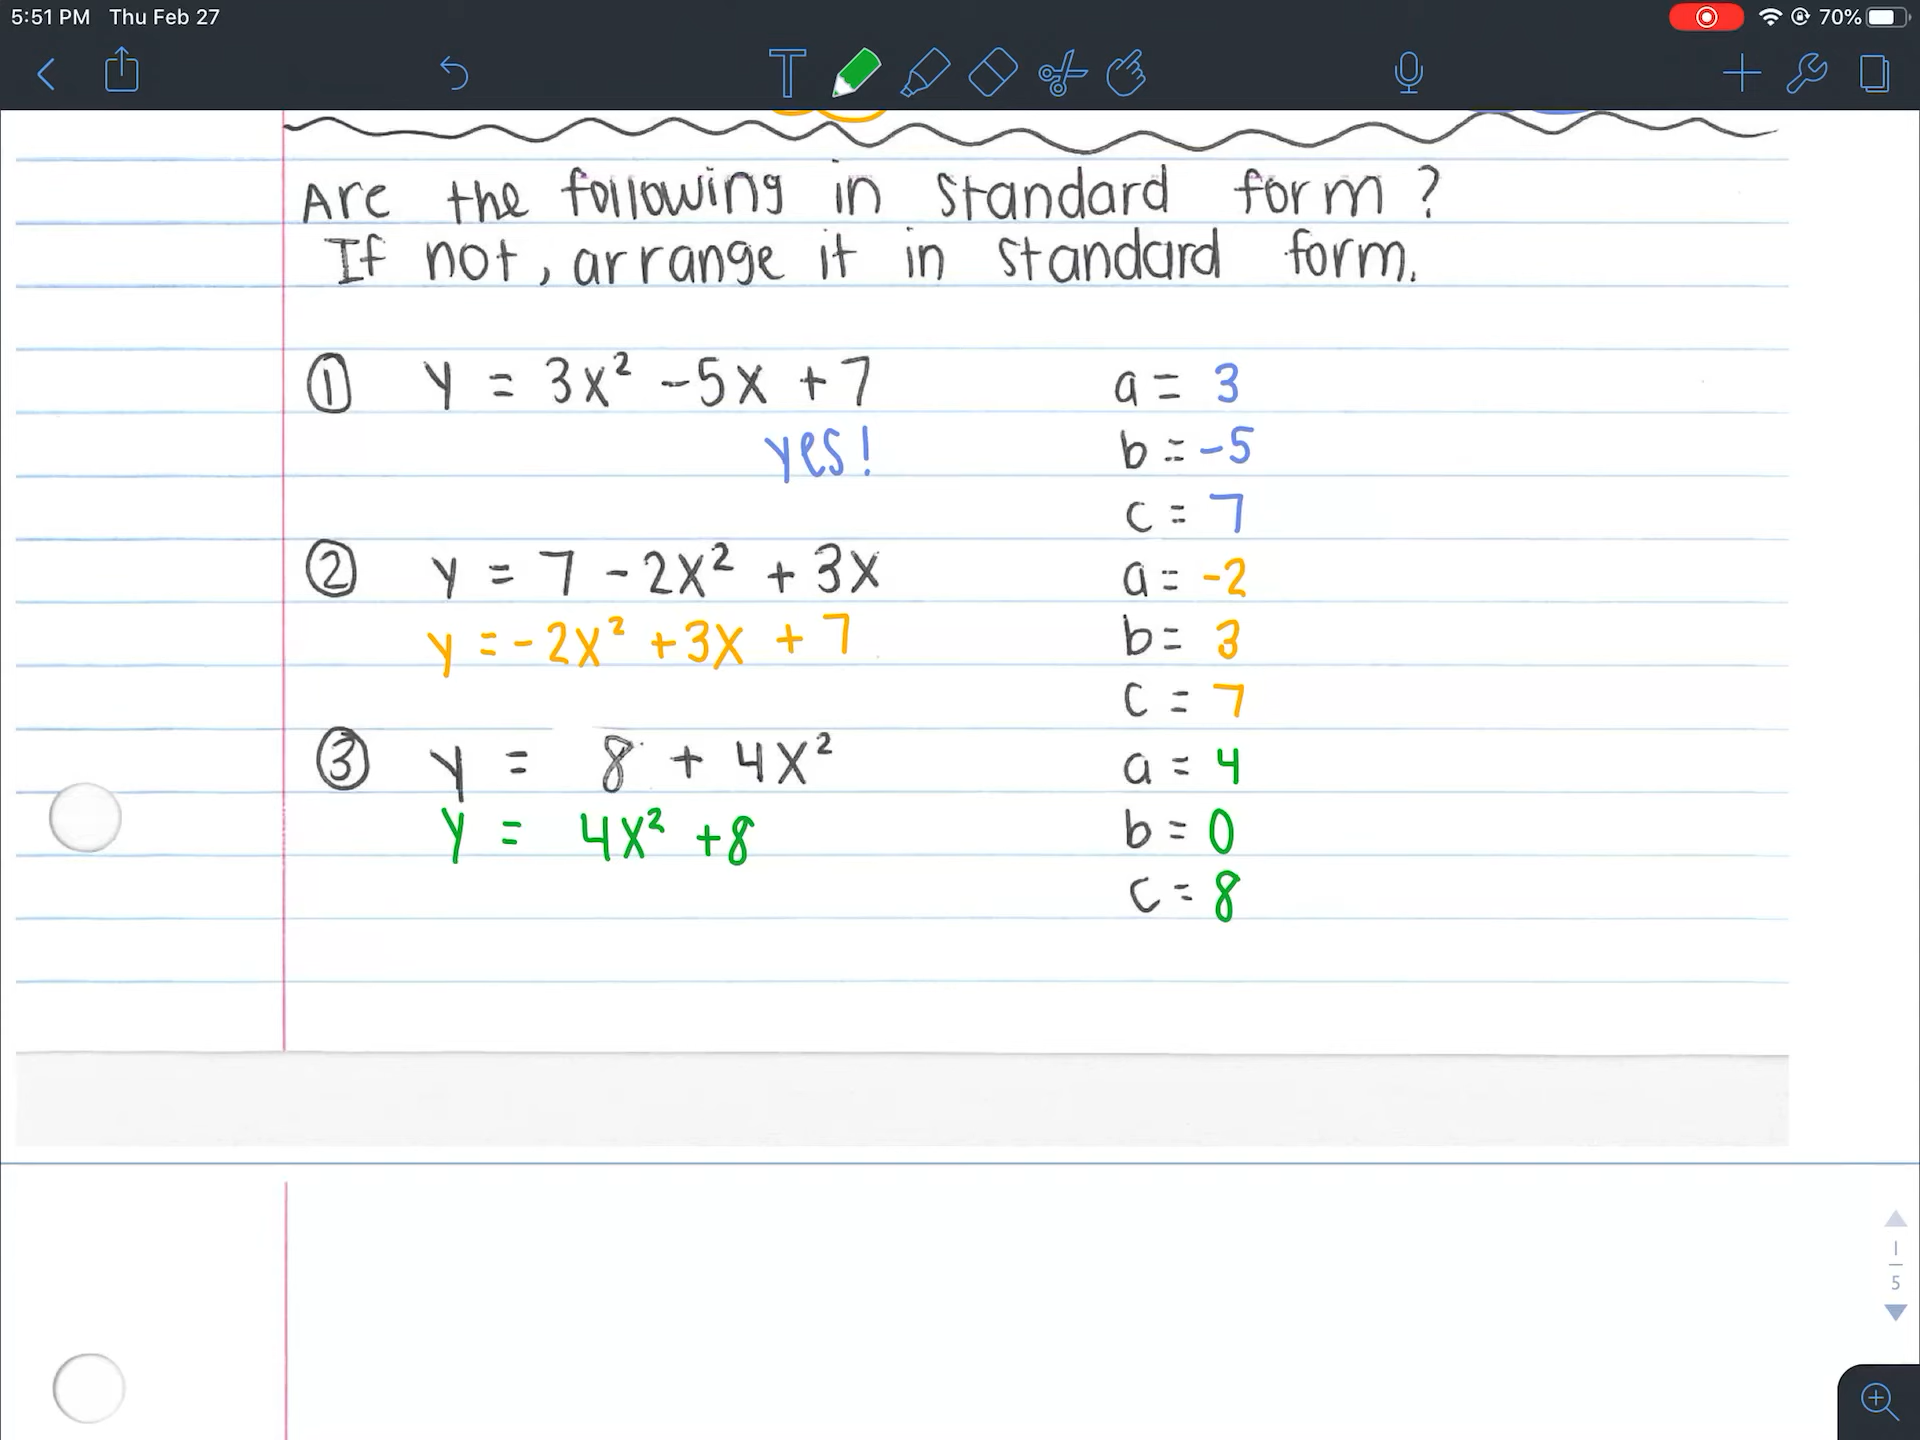 5:51 PM Thu Feb 27 70%
T
Are the following in standard form?
If not, arrange it in standard form.
① y = 3x² -5x +7 a = 3
yes! b = -5
c = 7
② y = 7 - 2x² + 3x a = -2
y = -2x² +3x + 7 b = 3
c = 7
③ y = 8 + 4x² a = 4
y = 4x² +8 b = 0
c = 8
1
5